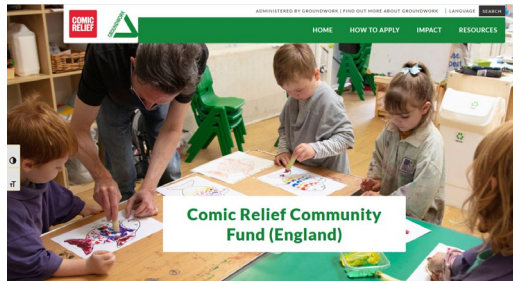 ADMINISTERED BY GROUNDWORK | FIND OUT MORE ABOUT GROUNDWORK | LANGUAGE SEARCH
COMIC
RELIEF
GROUNDWORK
HOME HOW TO APPLY IMPACT RESOURCES
Comic Relief Community
Fund (England)